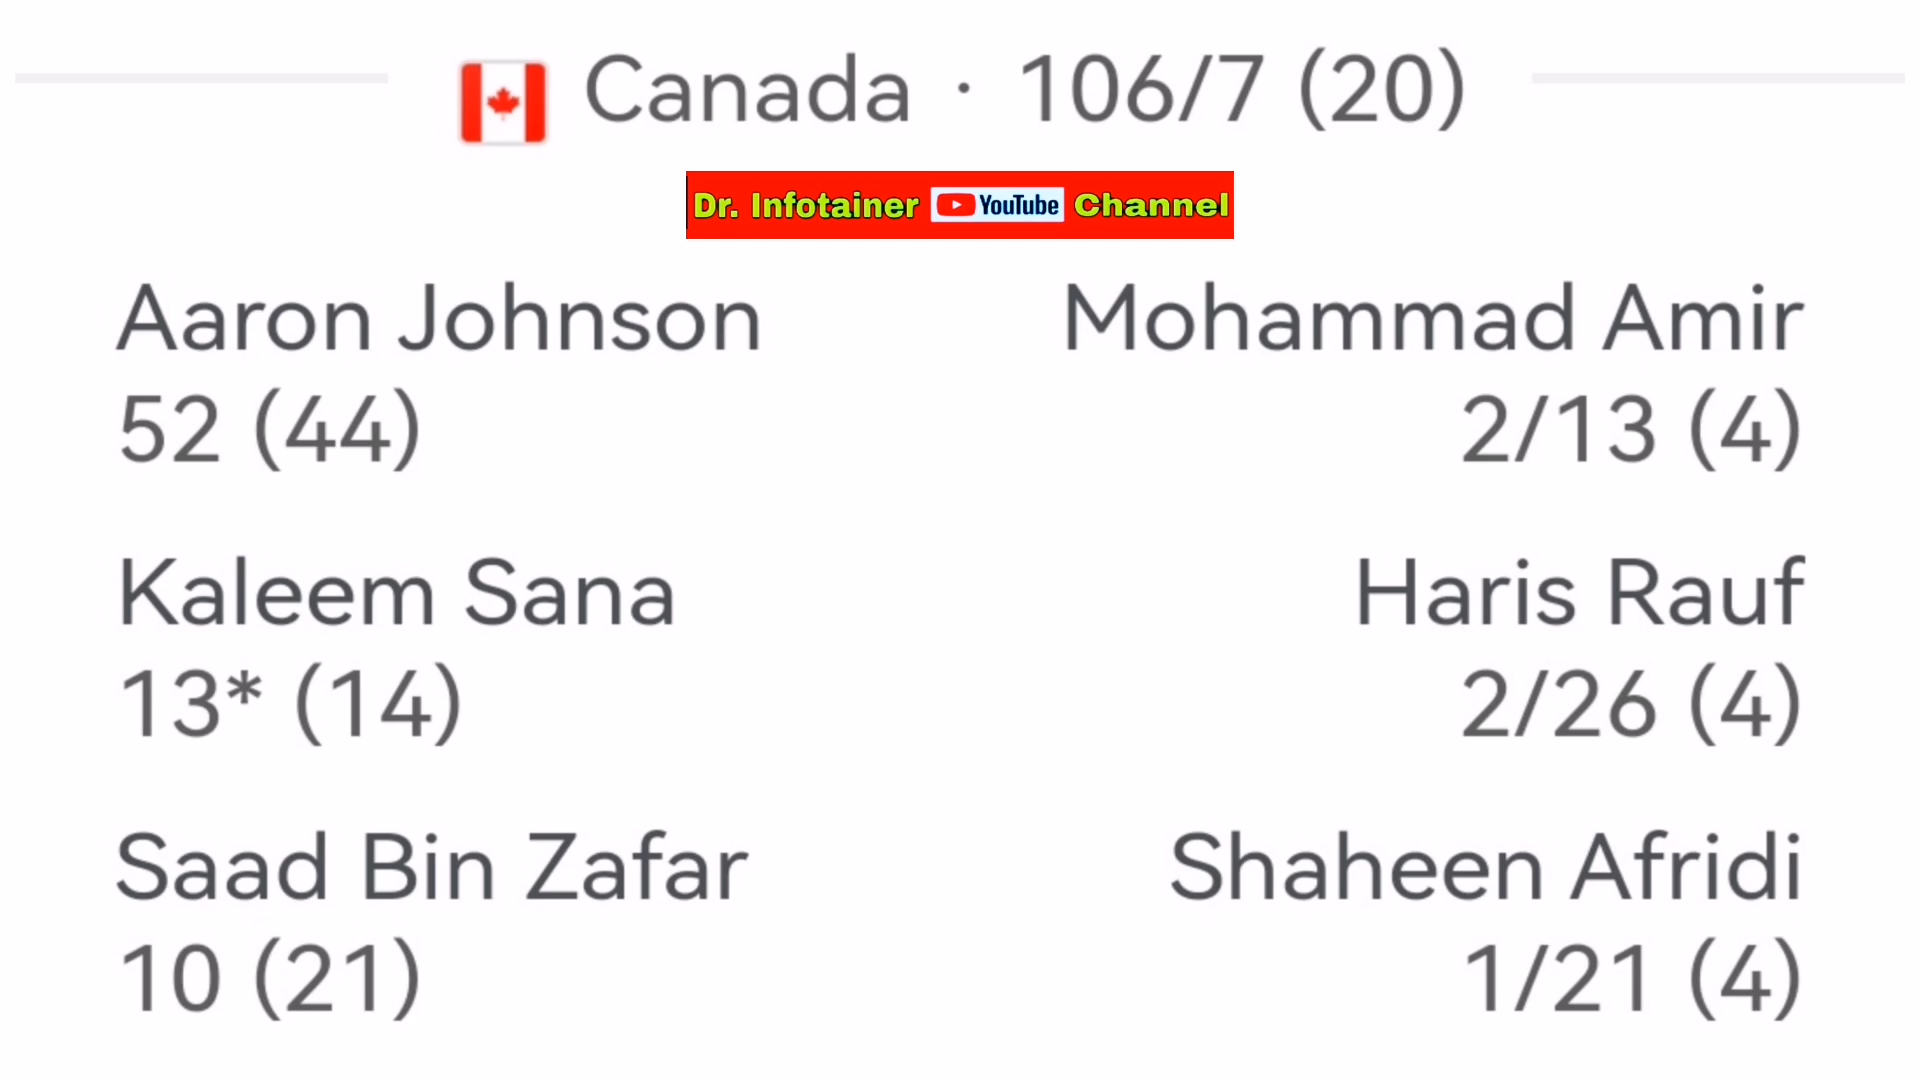 Canada · 106/7 (20)
Dr. Infotainer YouTube Channel
Aaron Johnson
52 (44)
Mohammad Amir
2/13 (4)
Kaleem Sana
13* (14)
Haris Rauf
2/26 (4)
Saad Bin Zafar
10 (21)
Shaheen Afridi
1/21 (4)